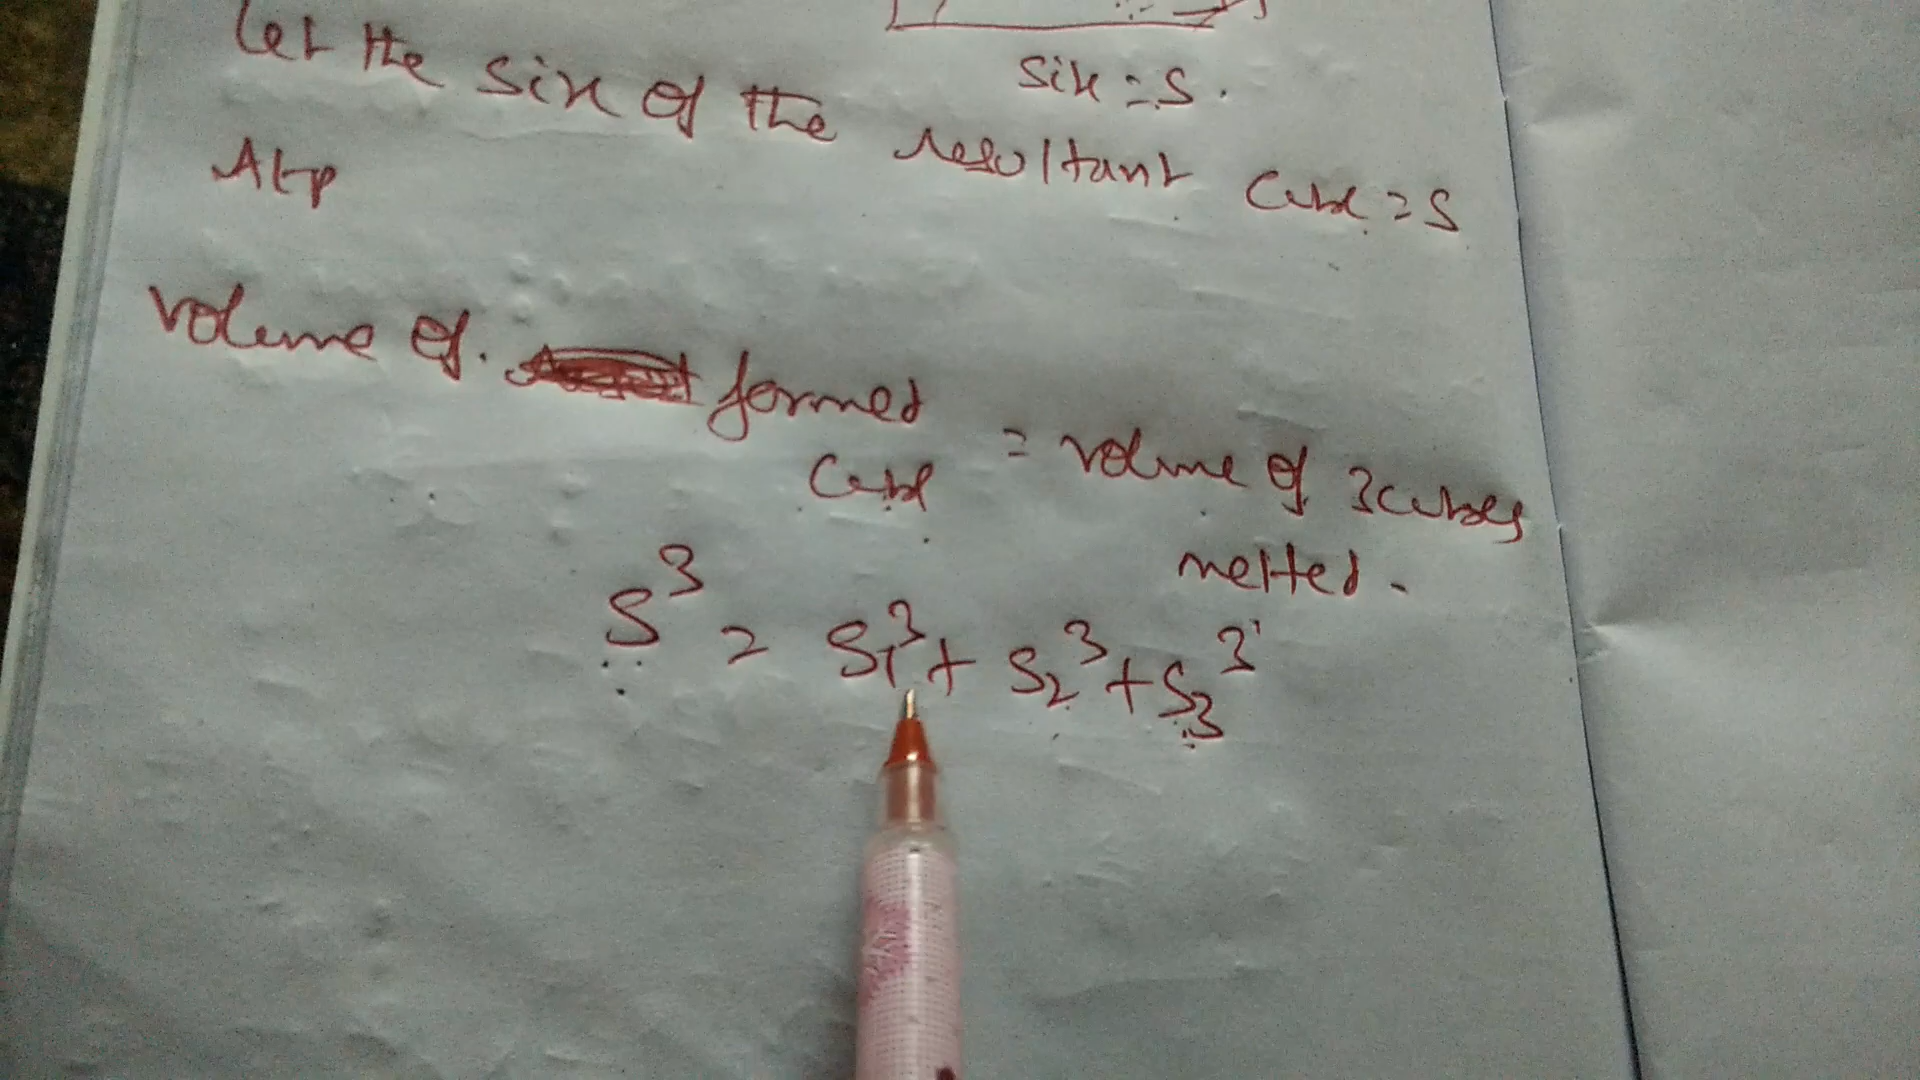 Side = S.
Let the side of the resultant cube = S
Atp
volume of. formed cube = volume of 3 cubes melted.
S³ = S₁³ + S₂³ + S₃³